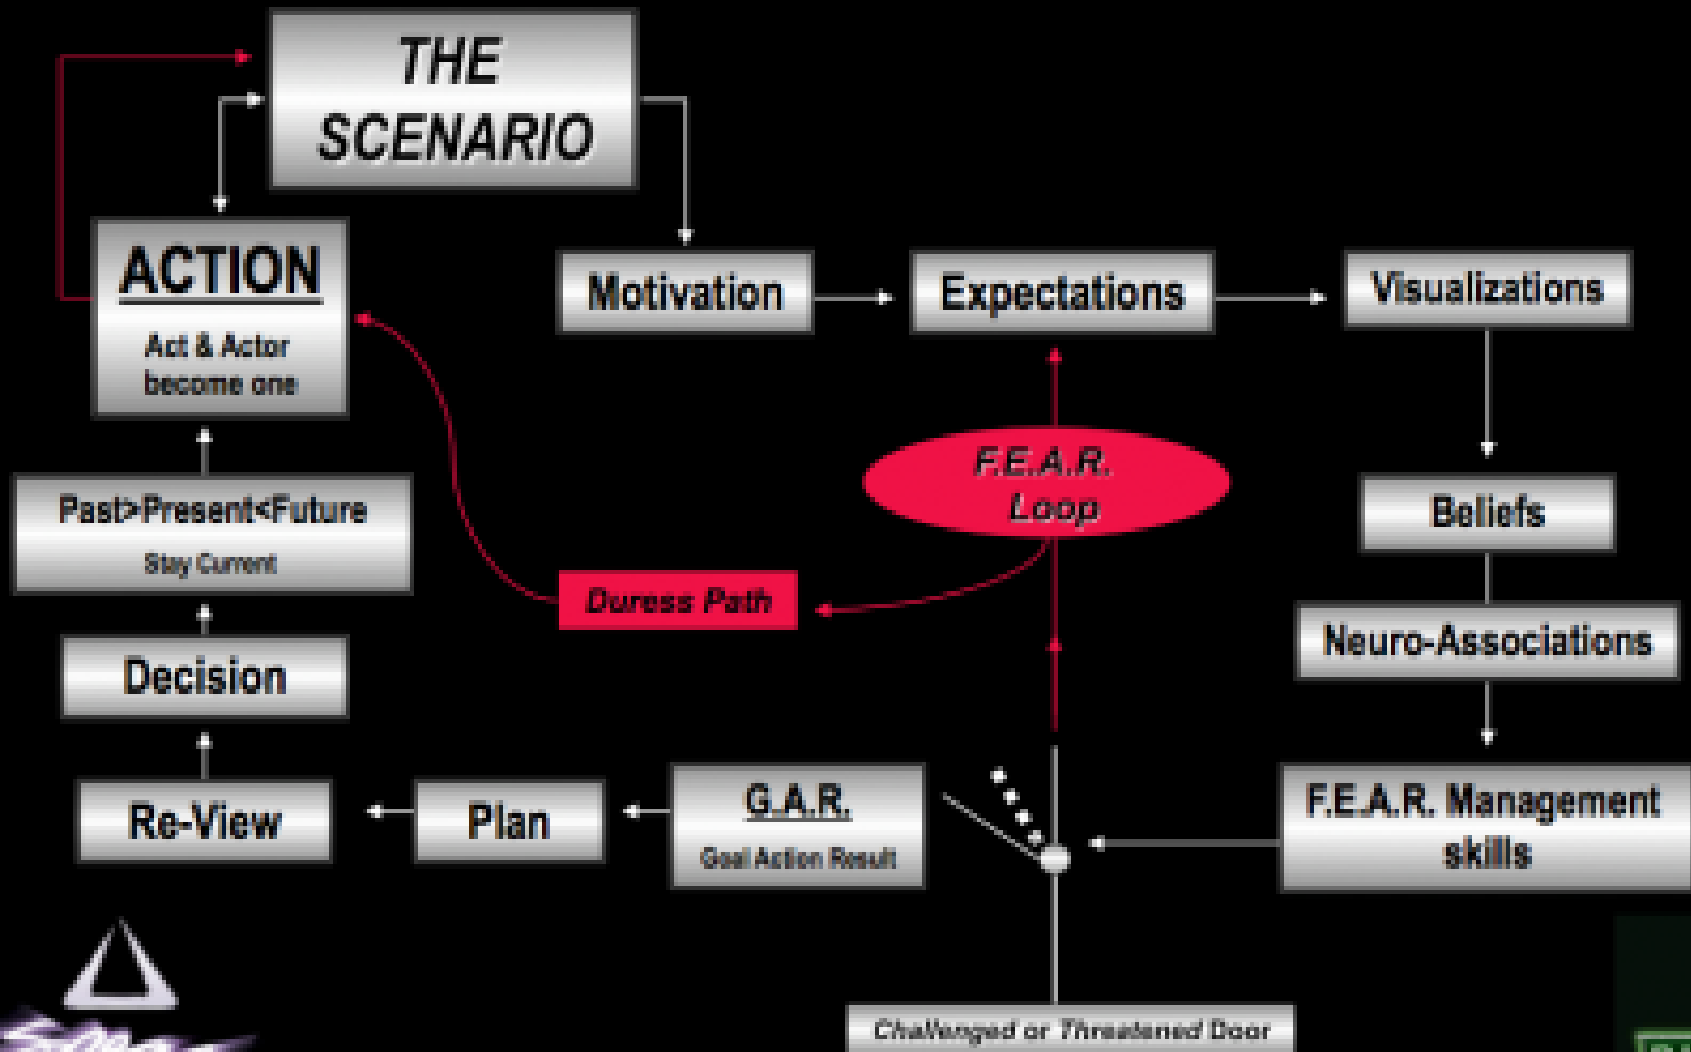 THE
SCENARIO
ACTION
Act & Actor
become one
Motivation
Expectations
Visualizations
F.E.A.R.
Loop
Past>Present<Future
Stay Current
Beliefs
Duress Path
Neuro-Associations
Decision
Re-View
Plan
G.A.R.
Goal Action Result
F.E.A.R. Management
skills
Challenged or Threatened Door